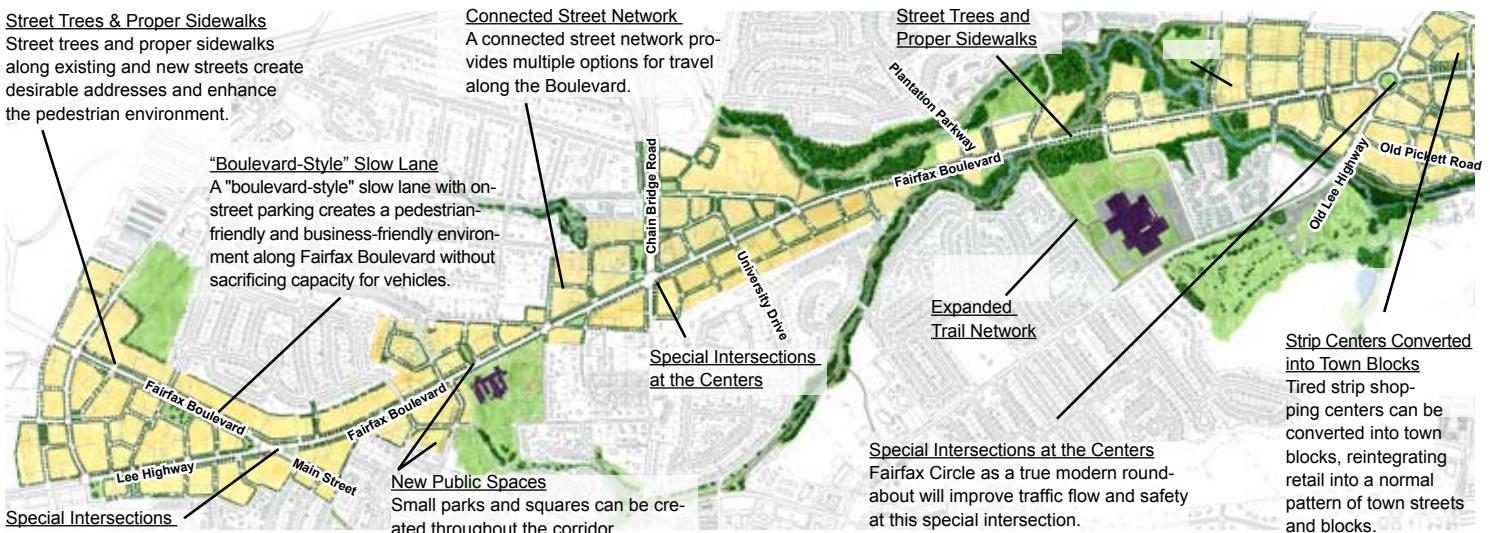 Street Trees & Proper Sidewalks
Street trees and proper sidewalks
along existing and new streets create
desirable addresses and enhance
the pedestrian environment.
Connected Street Network
A connected street network pro-
vides multiple options for travel
along the Boulevard.
Street Trees and
Proper Sidewalks
"Boulevard-Style" Slow Lane
A "boulevard-style" slow lane with on-
street parking creates a pedestrian-
friendly and business-friendly environ-
ment along Fairfax Boulevard without
sacrificing capacity for vehicles.
Chain Bridge Road
Plantation Parkway
Fairfax Boulevard
Old Lee Highway
Old Pickett Road
University Drive
Expanded
Trail Network
Special Intersections
at the Centers
Strip Centers Converted
into Town Blocks
Tired strip shop-
ping centers can be
converted into town
blocks, reintegrating
retail into a normal
pattern of town streets
and blocks.
Fairfax Boulevard
Fairfax Boulevard
Lee Highway
Main Street
Special Intersections
New Public Spaces
Small parks and squares can be cre-
ated throughout the corridor
Special Intersections at the Centers
Fairfax Circle as a true modern round-
about will improve traffic flow and safety
at this special intersection.